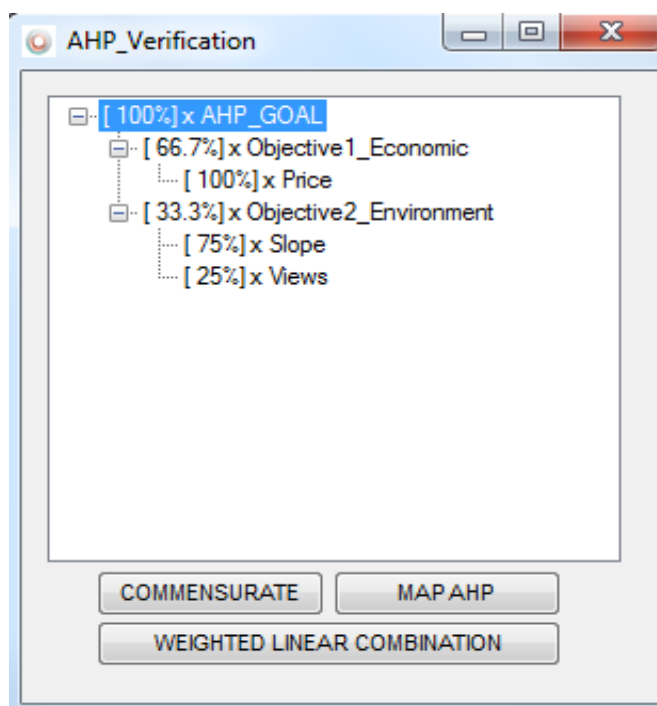 AHP_Verification
[ 100%] x AHP_GOAL
[ 66.7%] x Objective1_Economic
[ 100%] x Price
[ 33.3%] x Objective2_Environment
[ 75%] x Slope
[ 25%] x Views
COMMENSURATE MAP AHP
WEIGHTED LINEAR COMBINATION